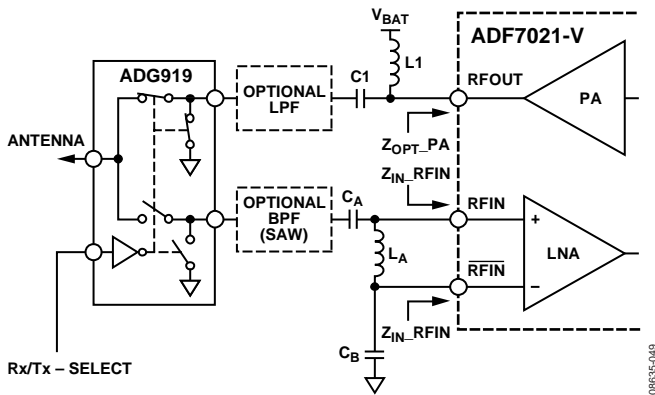 VBAT
ADF7021-V
L1
ADG919
OPTIONAL
LPF
C1
RFOUT
PA
ANTENNA
ZOPT_PA
ZIN_RFIN
OPTIONAL
BPF
(SAW)
CA
RFIN
+
LA
LNA
RFIN
–
ZIN_RFIN
CB
Rx/Tx – SELECT
08635-049